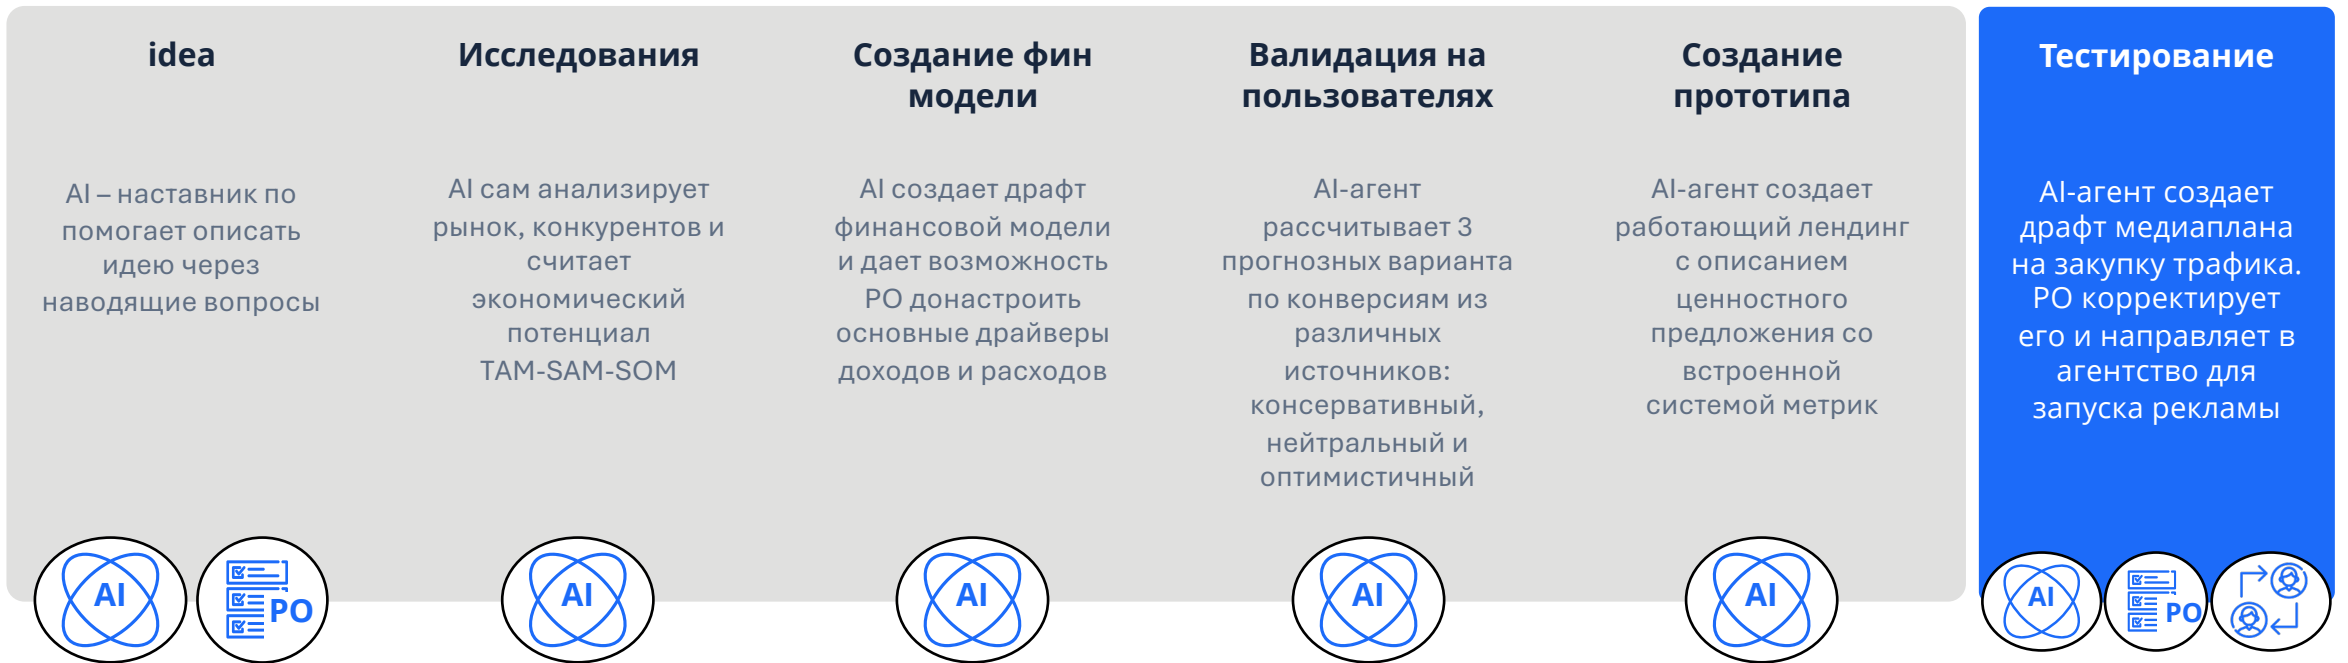 idea
AI – наставник по
помогает описать
идею через
наводящие вопросы
AI
PO
Исследования
AI сам анализирует
рынок, конкурентов и
считает
экономический
потенциал
TAM-SAM-SOM
AI
Создание фин
модели
AI создает драфт
финансовой модели
и дает возможность
PO донастроить
основные драйверы
доходов и расходов
AI
Валидация на
пользователях
AI-агент
рассчитывает 3
прогнозных варианта
по конверсиям из
различных
источников:
консервативный,
нейтральный и
оптимистичный
AI
Создание
прототипа
AI-агент создает
работающий лендинг
с описанием
ценностного
предложения со
встроенной
системой метрик
AI
Тестирование
AI-агент создает
драфт медиаплана
на закупку трафика.
PO корректирует
его и направляет в
агентство для
запуска рекламы
AI
PO